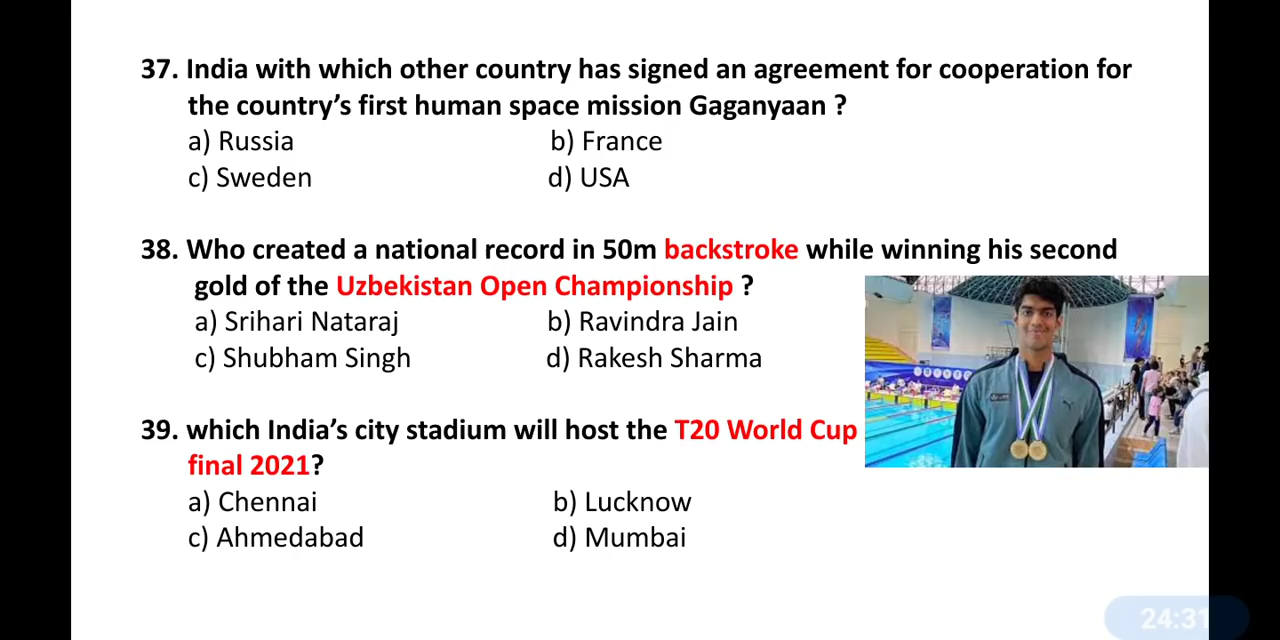 37. India with which other country has signed an agreement for cooperation for
the country's first human space mission Gaganyaan ?
a) Russia b) France
c) Sweden d) USA
38. Who created a national record in 50m backstroke while winning his second
gold of the Uzbekistan Open Championship ?
a) Srihari Nataraj b) Ravindra Jain
c) Shubham Singh d) Rakesh Sharma
39. which India's city stadium will host the T20 World Cup
final 2021?
a) Chennai b) Lucknow
c) Ahmedabad d) Mumbai
24:31